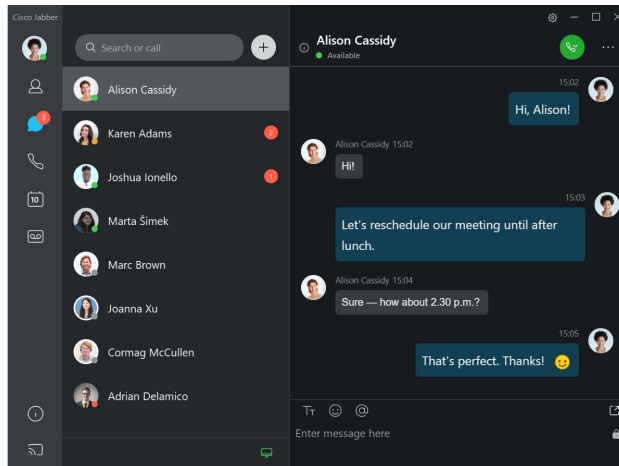 Cisco Jabber
Search or call
3
10
Alison Cassidy
Karen Adams
2
Joshua Ionello
1
Marta Šimek
Marc Brown
Joanna Xu
Cormag McCullen
Adrian Delamico
Alison Cassidy
Available
15:02
Hi, Alison!
Alison Cassidy 15:02
Hi!
15:03
Let's reschedule our meeting until after
lunch.
Alison Cassidy 15:04
Sure — how about 2.30 p.m.?
15:05
That's perfect. Thanks!
TT
@
Enter message here